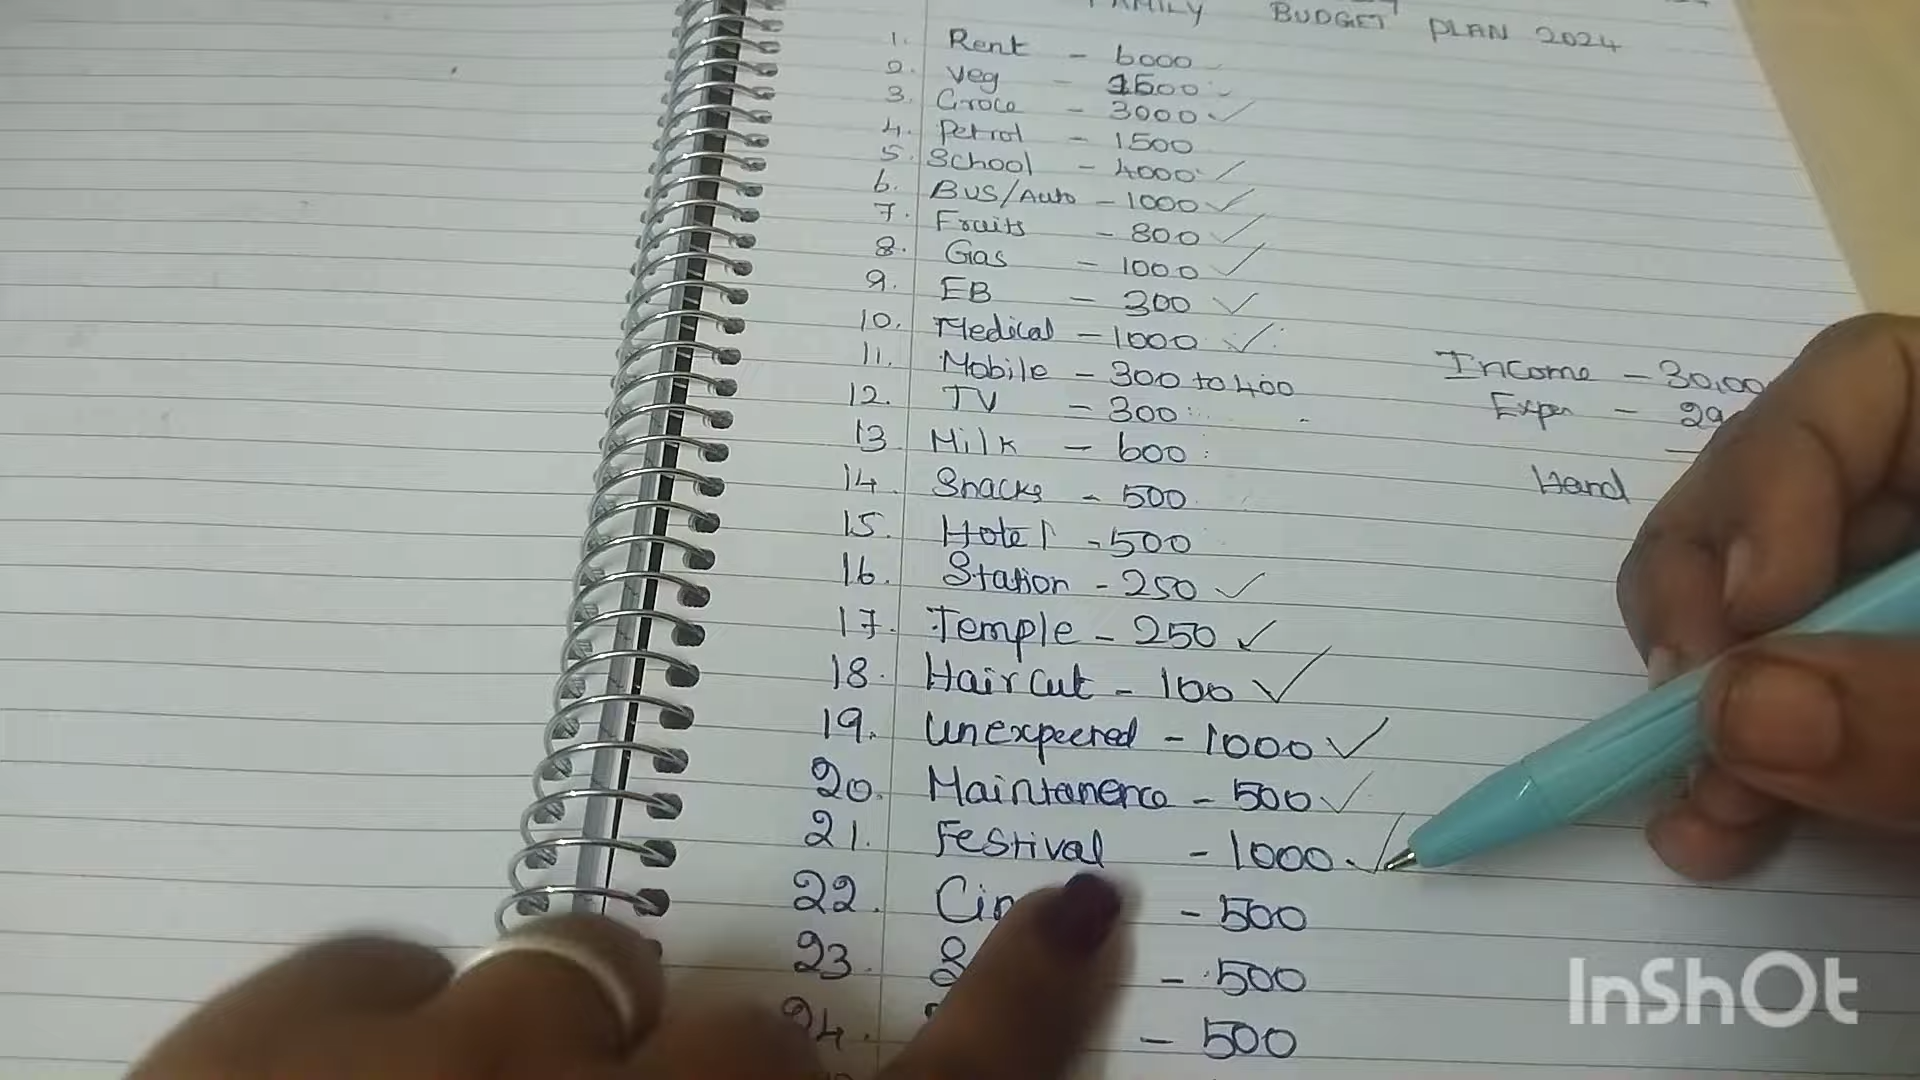 FAMILY BUDGET PLAN 2024
1. Rent - 6000
2. Veg - 1500
3. Groce - 3000 ✓
4. Petrol - 1500
5. School - 4000 ✓
6. BUS/Auto - 1000 ✓
7. Fruits - 800 ✓
8. Gas - 1000 ✓
9. EB - 300 ✓
10. Medical - 1000 ✓
11. Mobile - 300 to 400
12. TV - 300
13 Milk - 600
14. Snacks - 500
15. Hotel - 500
16. Station - 250 ✓
17. Temple - 250 ✓
18. Haircut - 100 ✓
19. Unexpected - 1000 ✓
20. Maintanence - 500 ✓
21. Festival - 1000 ✓
22. - 500
23. - 500
24. - 500
Income - 30,00
Expen - 29
Hand
InShOt